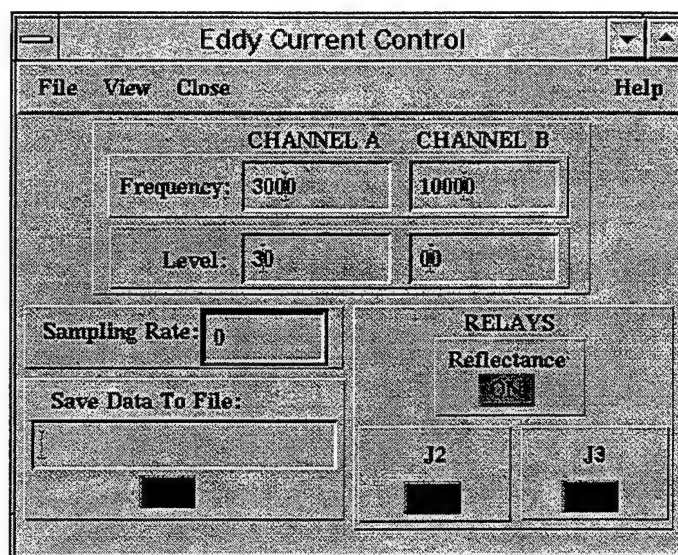 Eddy Current Control
File View Close Help
CHANNEL A CHANNEL B
Frequency: 3000 10000
Level: 30 00
Sampling Rate: 0
RELAYS
Reflectance
ON
Save Data To File:
J2 J3